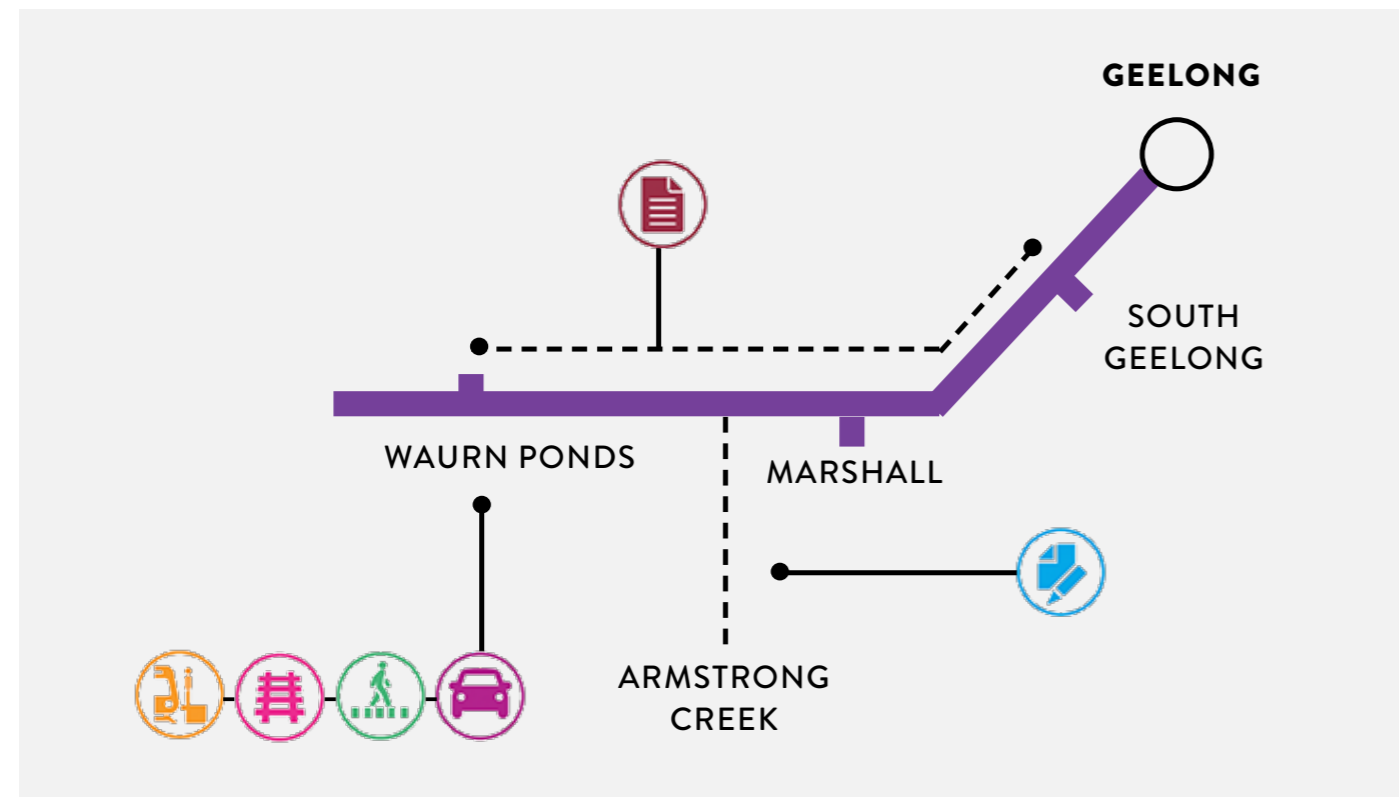 GEELONG
SOUTH
GEELONG
WAURN PONDS
MARSHALL
ARMSTRONG
CREEK